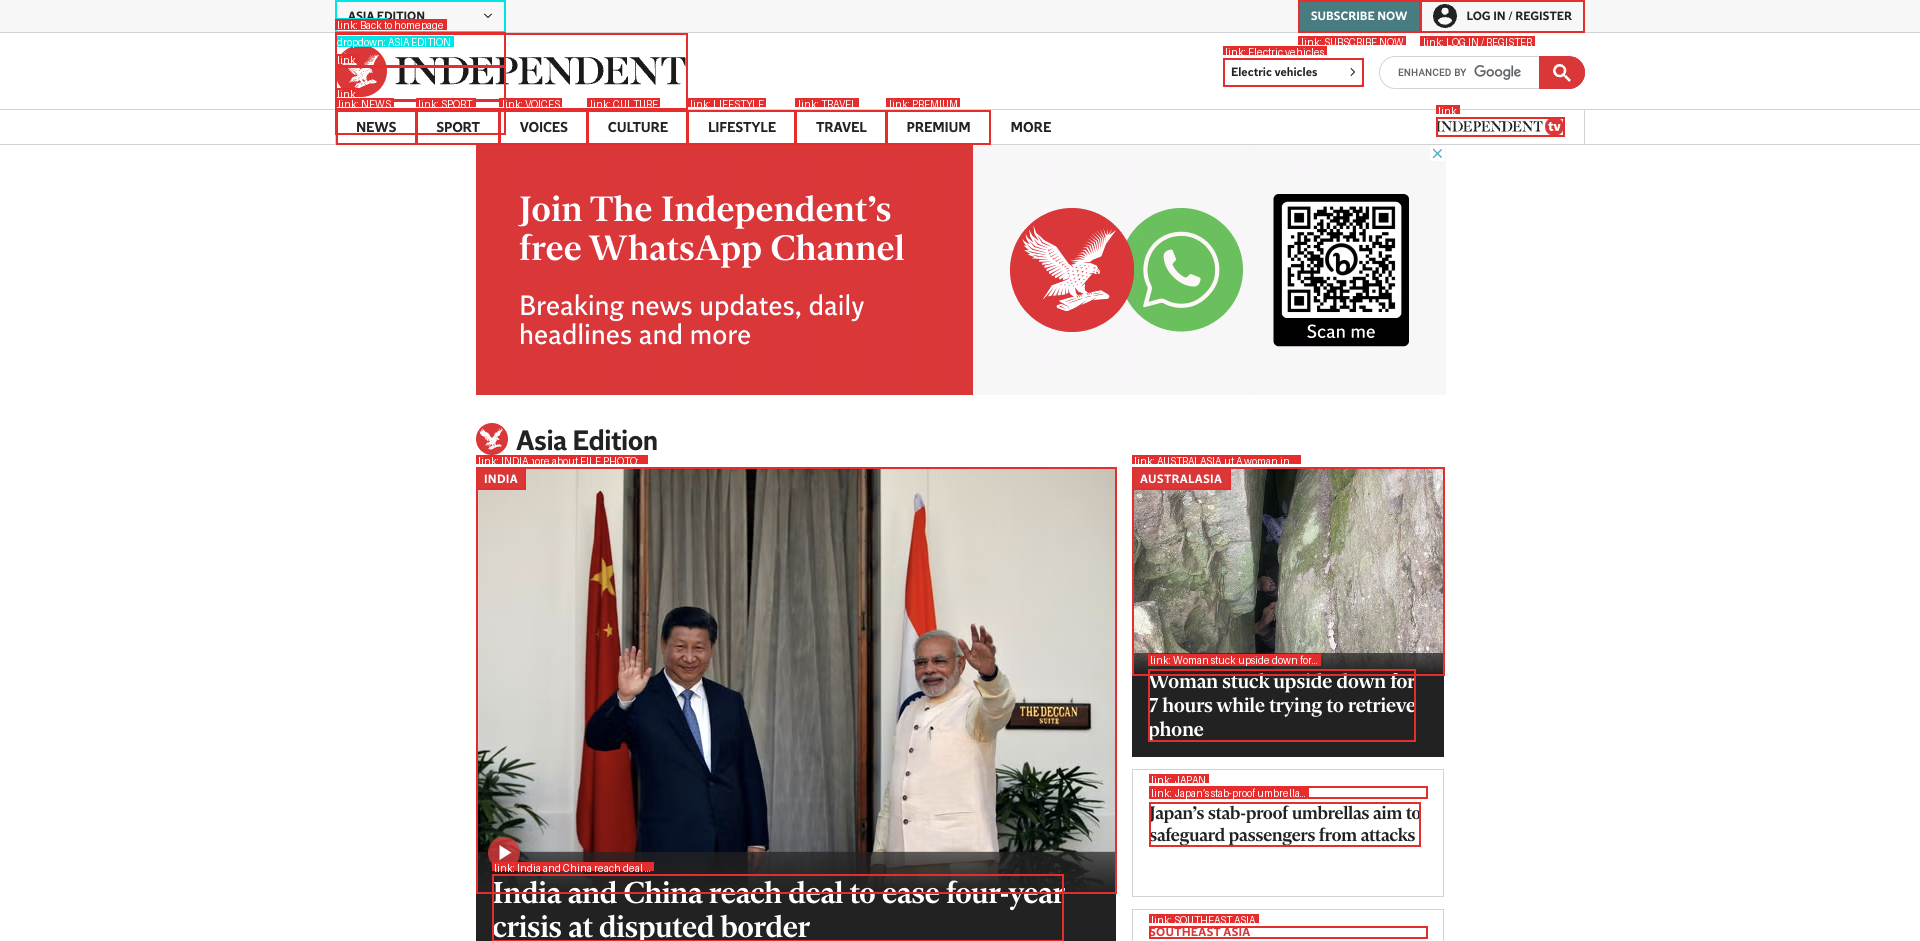 ASIA EDITION
link: Back to homepage
SUBSCRIBE NOW
LOG IN / REGISTER
dropdown: ASIA EDITION
link: SUBSCRIBE NOW
link: LOG IN / REGISTER
link
INDEPENDENT
link: Electric vehicles
Electric vehicles
ENHANCED BY Google
link
link: NEWS
link: SPORT
link: VOICES
link: CULTURE
link: LIFESTYLE
link: TRAVEL
link: PREMIUM
link
NEWS
SPORT
VOICES
CULTURE
LIFESTYLE
TRAVEL
PREMIUM
MORE
INDEPENDENT tv
Join The Independent's
free WhatsApp Channel
Breaking news updates, daily
headlines and more
Scan me
Asia Edition
link: INDIA
INDIA
THE DECCAN
SUITE
link: India and China reach deal...
India and China reach deal to ease four-year
crisis at disputed border
link: AUSTRALASIA
AUSTRALASIA
link: Woman stuck upside down for...
Woman stuck upside down for
7 hours while trying to retrieve
phone
link: JAPAN
link: Japan's stab-proof umbrella...
Japan's stab-proof umbrellas aim to
safeguard passengers from attacks
link: SOUTHEAST ASIA
SOUTHEAST ASIA